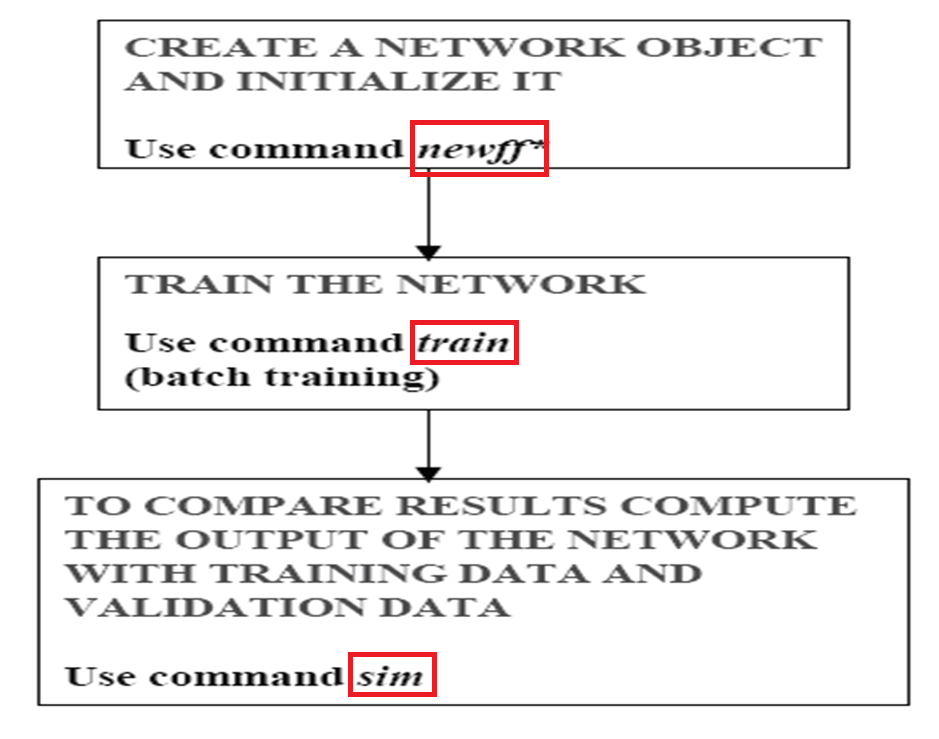 CREATE A NETWORK OBJECT
AND INITIALIZE IT
Use command newff*
TRAIN THE NETWORK
Use command train
(batch training)
TO COMPARE RESULTS COMPUTE
THE OUTPUT OF THE NETWORK
WITH TRAINING DATA AND
VALIDATION DATA
Use command sim